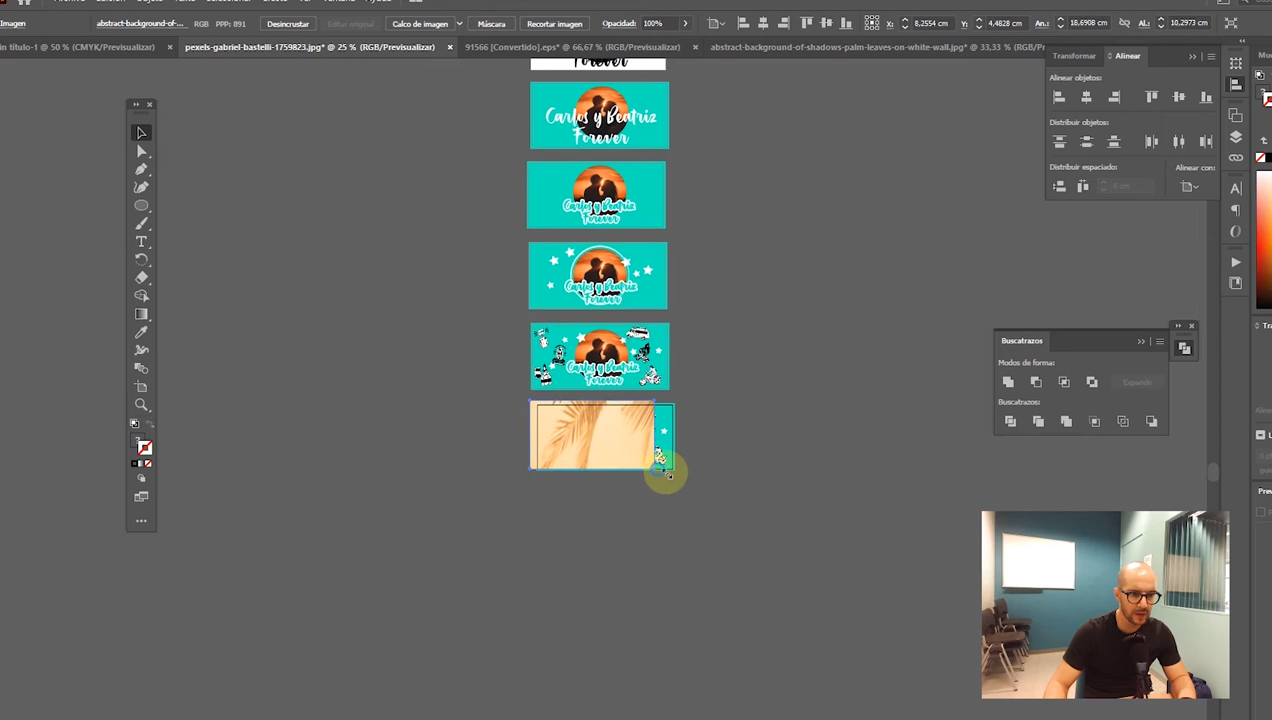 Imagen
abstract-background-of-...
RGB
PPP: 891
Desincrustar
Editar original
Calco de imagen
Máscara
Recortar imagen
Opacidad:
100%
X:
8,2554 cm
Y:
4,4828 cm
An.:
18,6908 cm
AL:
10,2973 cm
n título-1 @ 50 % (CMYK/Previsualizar)
×
pexels-gabriel-bastelli-1759823.jpg* @ 25 % (RGB/Previsualizar)
×
91566 [Convertido].eps* @ 66,67 % (RGB/Previsualizar)
×
abstract-background-of-shadows-palm-leaves-on-white-wall.jpg* @ 33,33 % (RGB/Pr
Transformar
Alinear
Alinear objetos:
Distribuir objetos:
Distribuir espaciado:
Alinear con:
0 cm
Forever
Carlos y Beatriz
Forever
Carlos y Beatriz
Forever
Carlos y Beatriz
Forever
Carlos y Beatriz
Forever
Buscatrazos
Modos de forma:
Expandir
Buscatrazos: